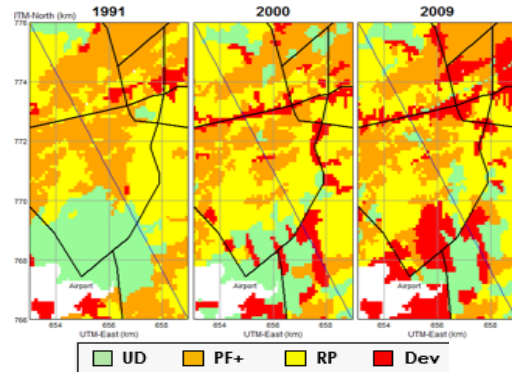 1991 2000 2009
UTM-North (km)
776
774
772
770
768
766
Airport Airport Airport
654 656 658 654 656 658 654 656 658
UTM-East (km) UTM-East (km) UTM-East (km)
UD PF+ RP Dev